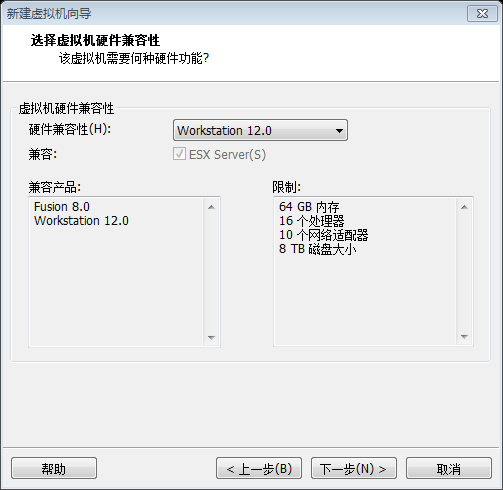 新建虚拟机向导
选择虚拟机硬件兼容性
该虚拟机需要何种硬件功能?
虚拟机硬件兼容性
硬件兼容性(H):
Workstation 12.0
兼容:
ESX Server(S)
兼容产品:
Fusion 8.0
Workstation 12.0
限制:
64 GB 内存
16 个处理器
10 个网络适配器
8 TB 磁盘大小
帮助
< 上一步(B)
下一步(N) >
取消